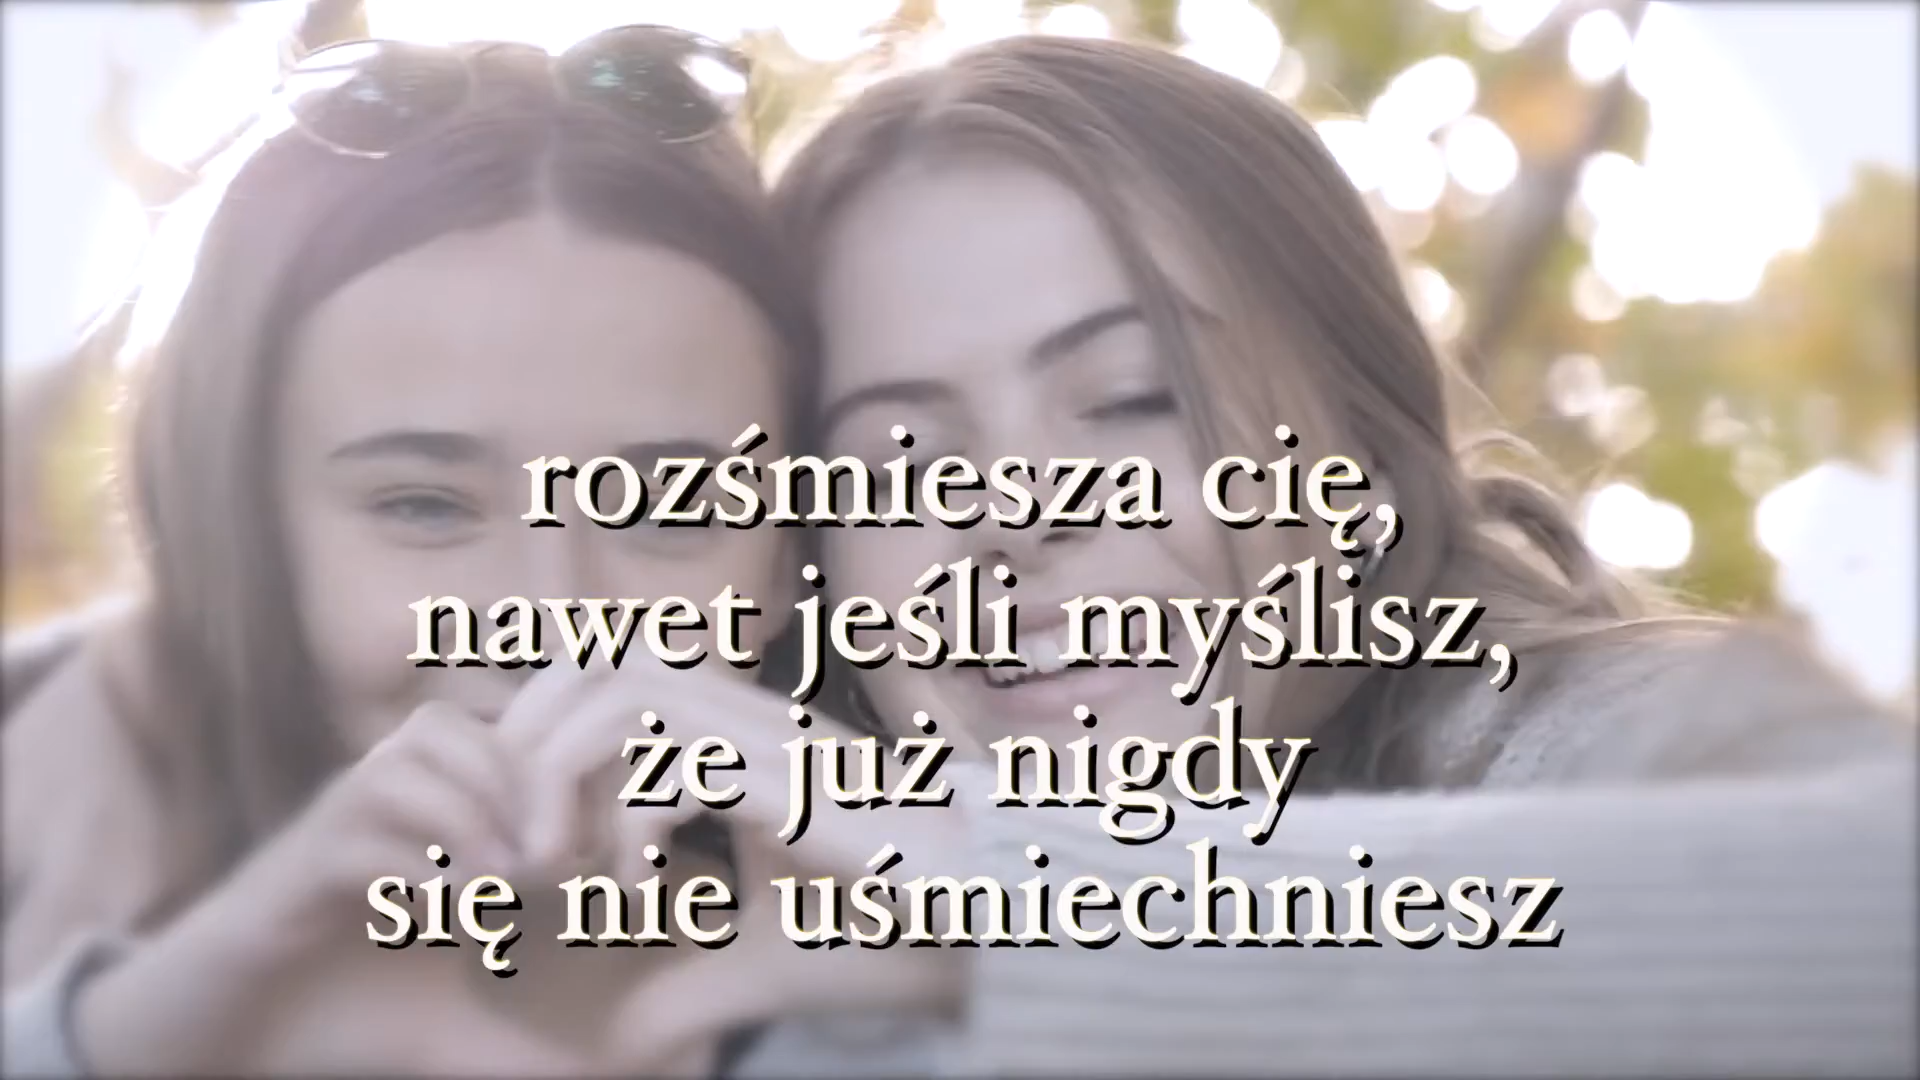 rozśmiesza cię,
nawet jeśli myślisz,
że już nigdy
się nie uśmiechniesz